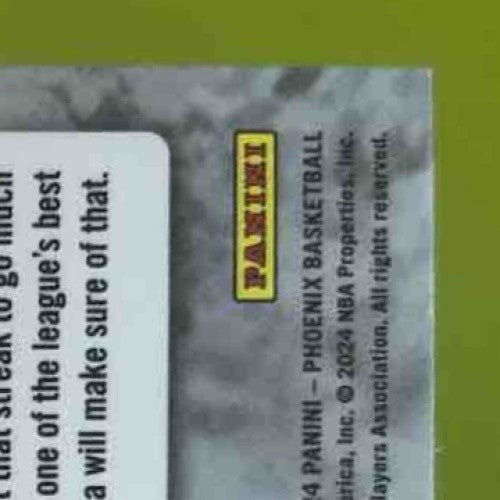 that streak to go much
one of the league's best
a will make sure of that.
PANINI
4 PANINI – PHOENIX BASKETBALL
rica, Inc. © 2024 NBA Properties, Inc.
layers Association. All rights reserved.